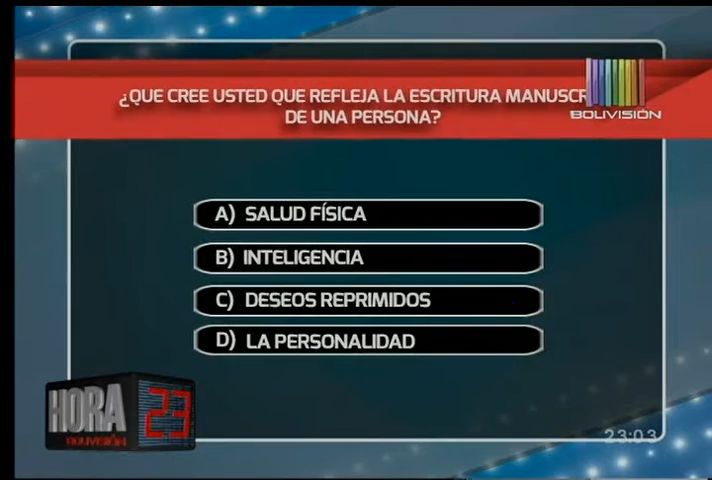 ¿QUE CREE USTED QUE REFLEJA LA ESCRITURA
DE UNA PERSONA?
BOLIVISIÓN
A) SALUD FÍSICA
B) INTELIGENCIA
C) DESEOS REPRIMIDOS
D) LA PERSONALIDAD
HORA 23
BOLIVISIÓN
23:03